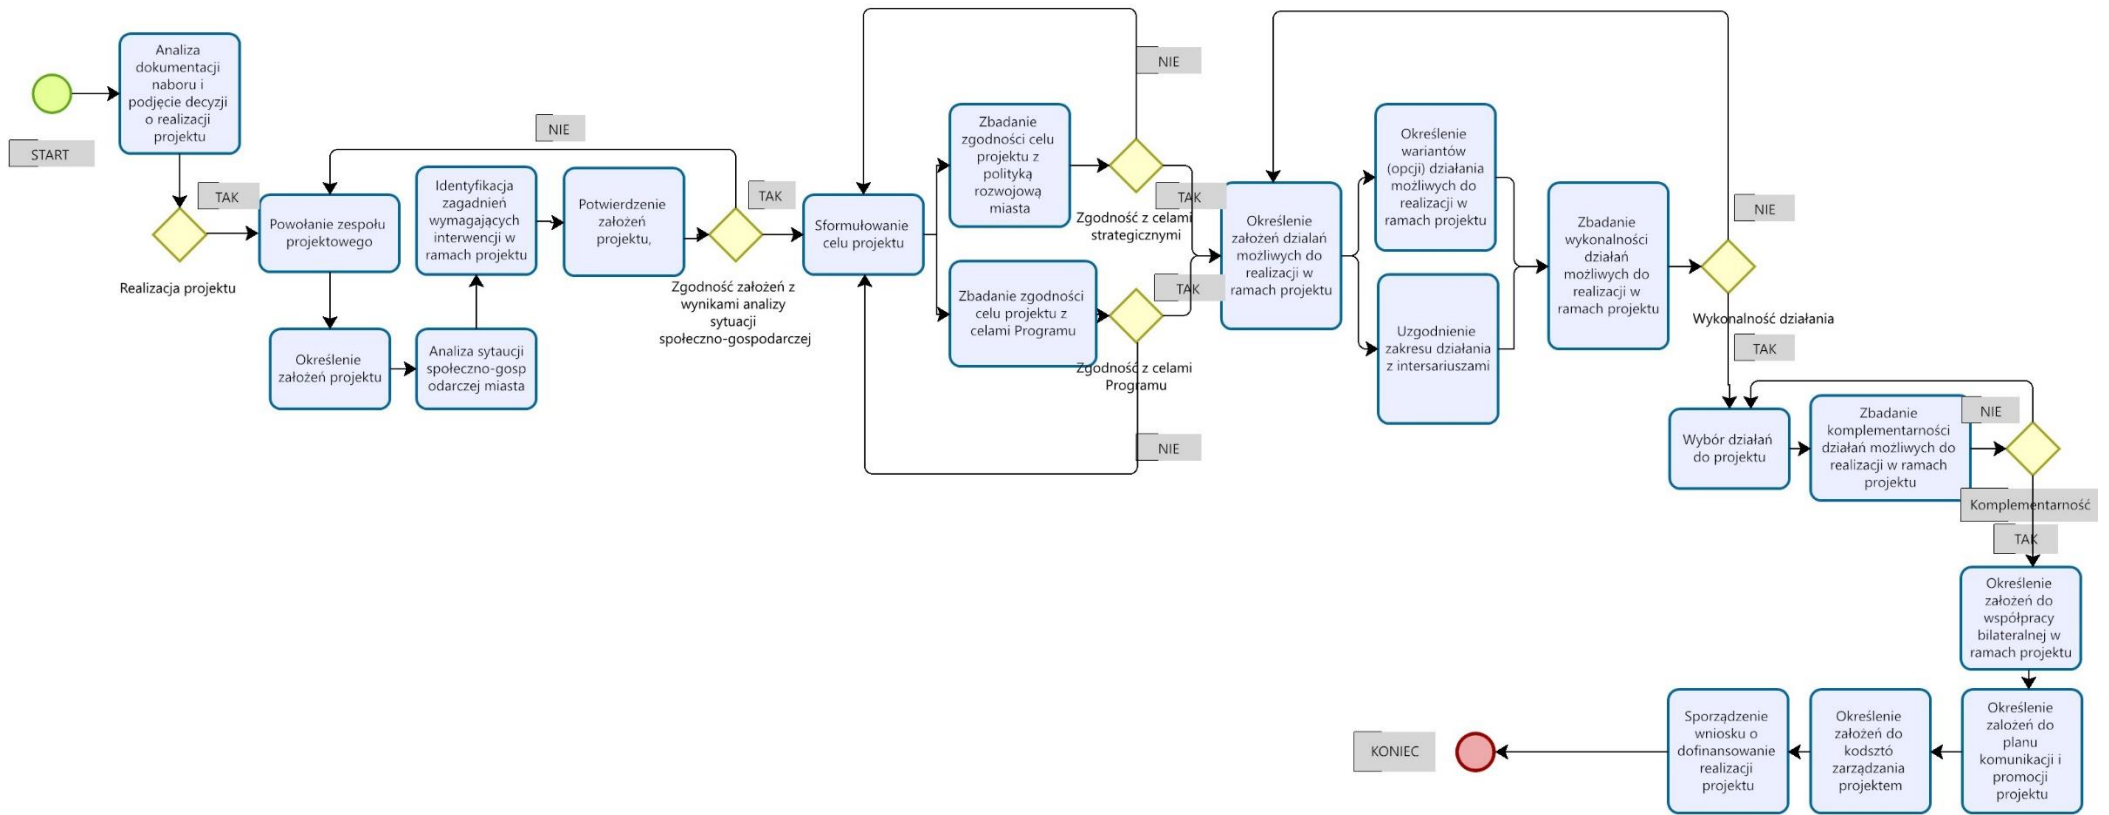 START
Analiza
dokumentacji
naboru i
podjęcie decyzji
o realizacji
projektu
TAK
Realizacja projektu
NIE
Powołanie zespołu
projektowego
Określenie
założeń projektu
Analiza sytaucji
społeczno-gosp
odarczej miasta
Identyfikacja
zagadnień
wymagających
interwencji w
ramach projektu
Potwierdzenie
założeń
projektu,
TAK
Zgodność założeń z
wynikami analizy
sytuacji
społeczno-gospodarczej
Sformułowanie
celu projektu
NIE
Zbadanie
zgodności celu
projektu z
polityką
rozwojową
miasta
TAK
Zgodność z celami
strategicznymi
Zbadanie zgodności
celu projektu z
celami Programu
TAK
Zgodność z celami
Programu
NIE
Określenie
założeń dzialań
możliwych do
realizacji w
ramach projektu
Określenie
wariantów
(opcji) działania
możliwych do
realizacji w
ramach projektu
Uzgodnienie
zakresu działania
z intersariuszami
Zbadanie
wykonalności
działań
możliwych do
realizacji w
ramach projektu
NIE
Wykonalność działania
TAK
Wybór działań
do projektu
Zbadanie
komplementarności
działań możliwych do
realizacji w ramach
projektu
NIE
Komplementarność
TAK
Określenie
założeń do
współpracy
bilateralnej w
ramach projektu
Określenie
zalożeń do
planu
komunikacji i
promocji
projektu
Określenie
założeń do
kodsztó
zarządzania
projektem
Sporządzenie
wniosku o
dofinansowanie
realizacji
projektu
KONIEC